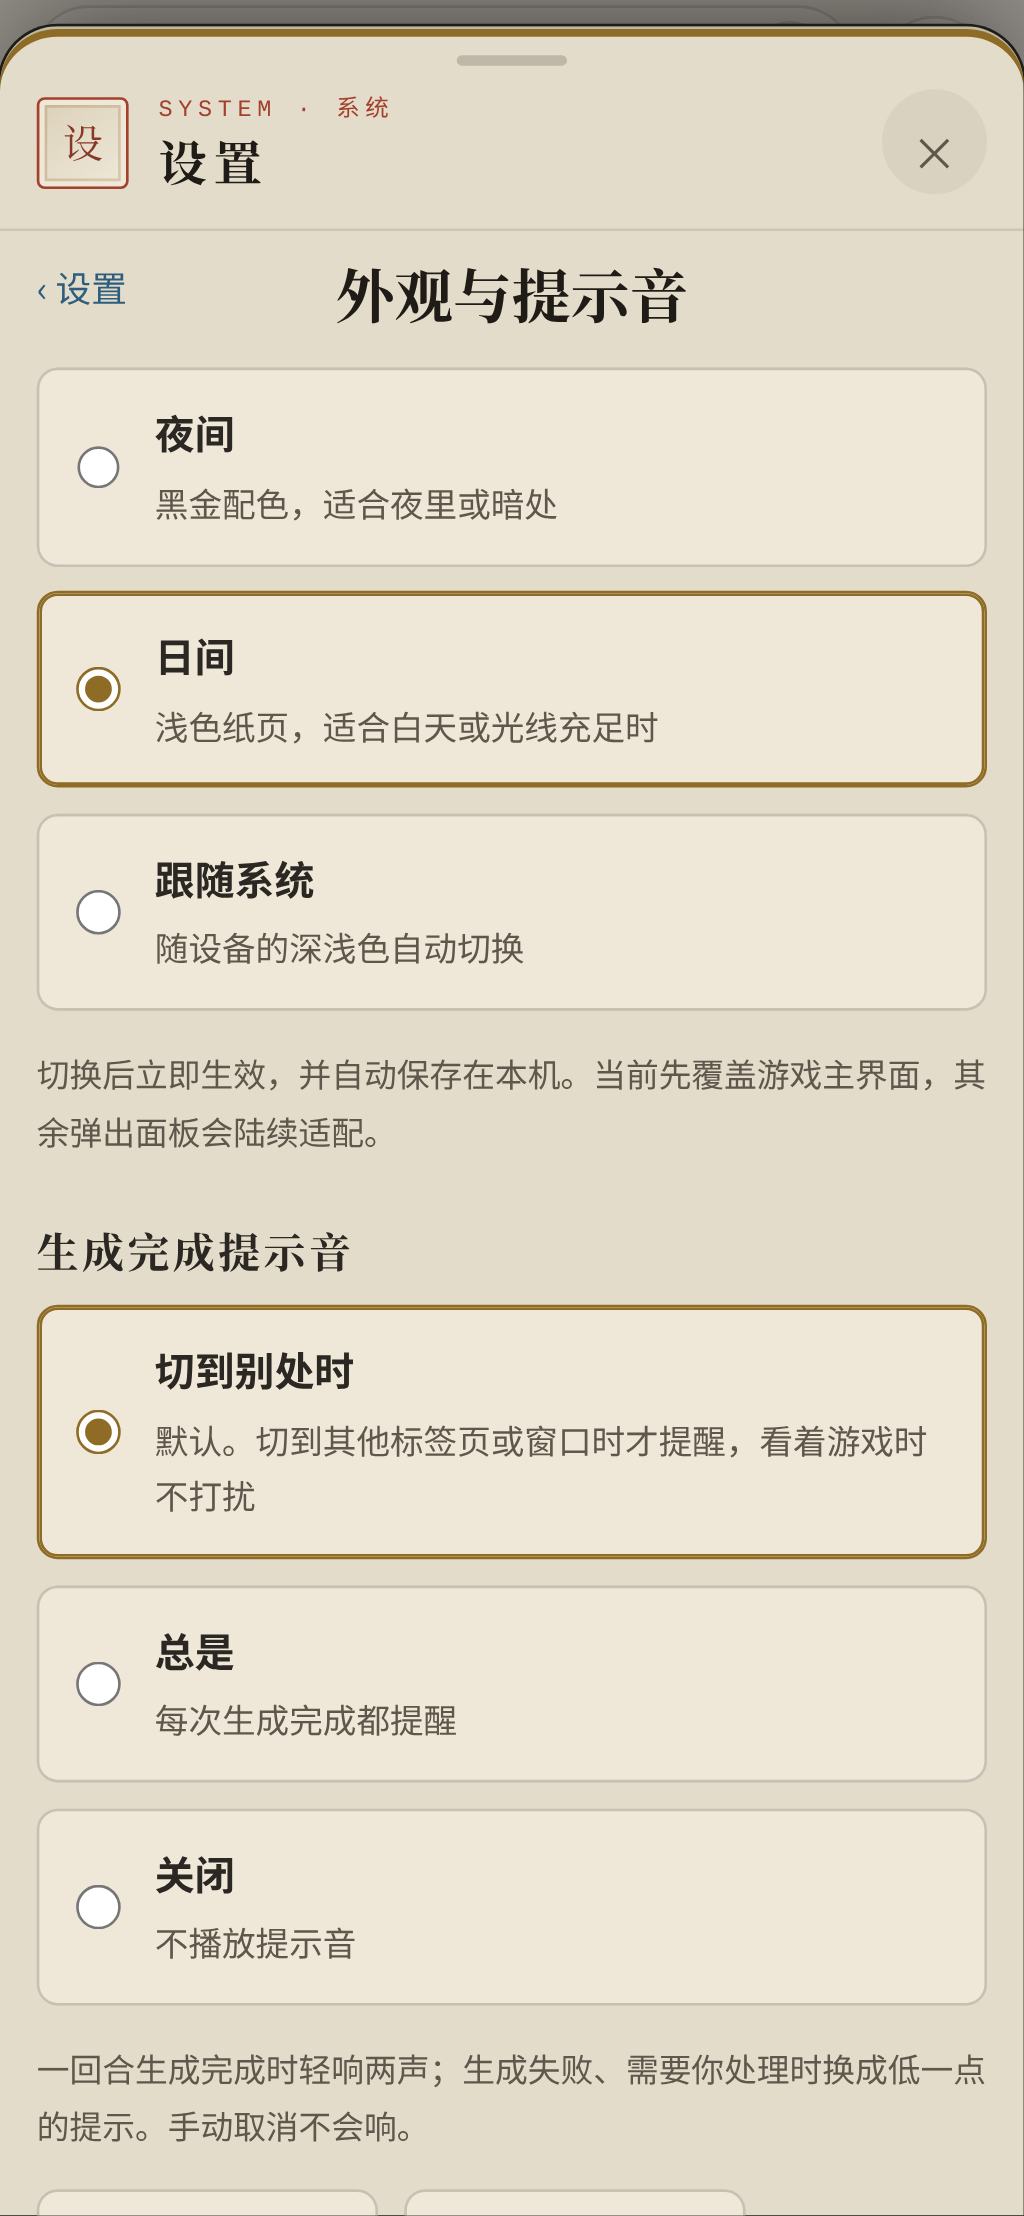 设
SYSTEM · 系统
设置
‹ 设置
外观与提示音
夜间
黑金配色，适合夜里或暗处
日间
浅色纸页，适合白天或光线充足时
跟随系统
随设备的深浅色自动切换
切换后立即生效，并自动保存在本机。当前先覆盖游戏主界面，其
余弹出面板会陆续适配。
生成完成提示音
切到别处时
默认。切到其他标签页或窗口时才提醒，看着游戏时
不打扰
总是
每次生成完成都提醒
关闭
不播放提示音
一回合生成完成时轻响两声；生成失败、需要你处理时换成低一点
的提示。手动取消不会响。